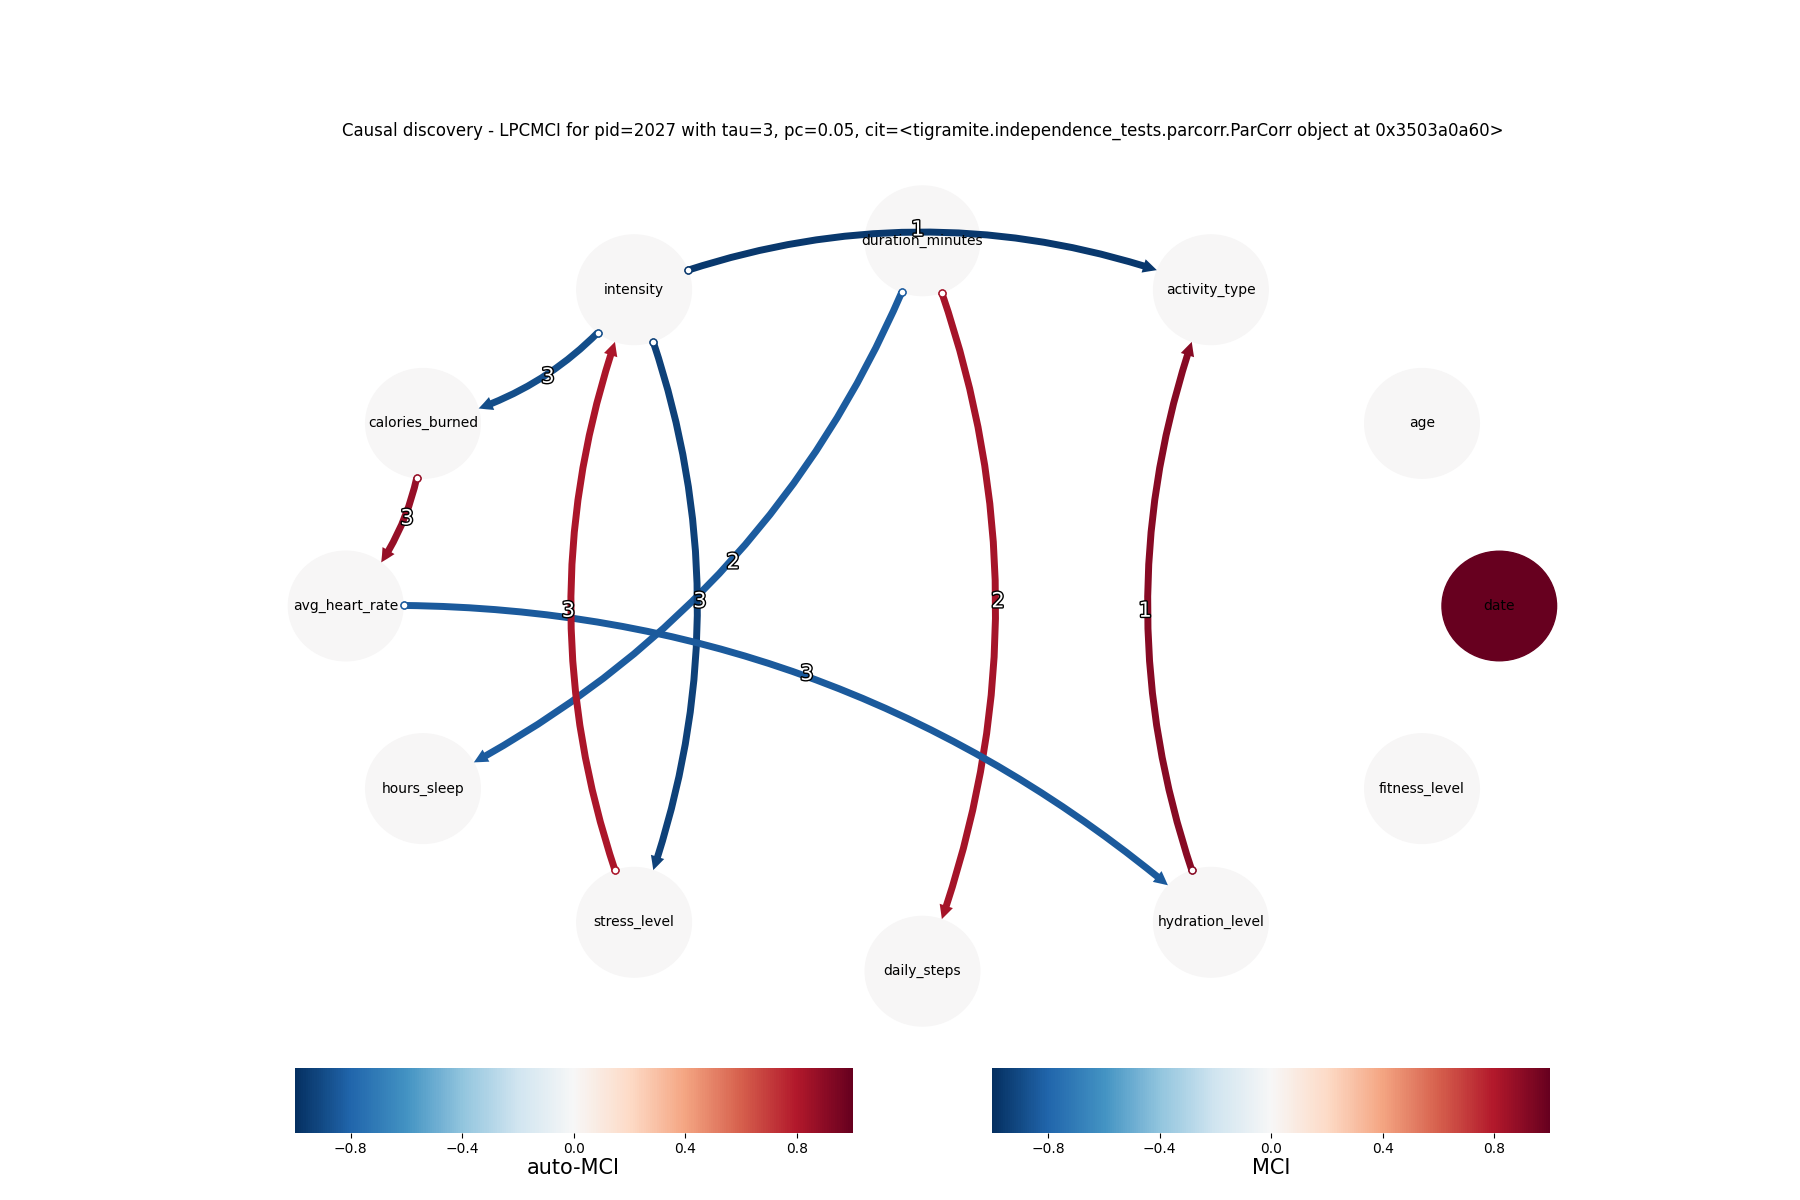 Causal discovery - LPCMCI for pid=2027 with tau=3, pc=0.05, cit=<tigramite.independence_tests.parcorr.ParCorr object at 0x3503a0a60>
1
duration_minutes
intensity
activity_type
3
calories_burned
age
3
2
avg_heart_rate
3
3
2
1
date
3
hours_sleep
fitness_level
stress_level
hydration_level
daily_steps
−0.8 −0.4 0.0 0.4 0.8
auto-MCI
−0.8 −0.4 0.0 0.4 0.8
MCI